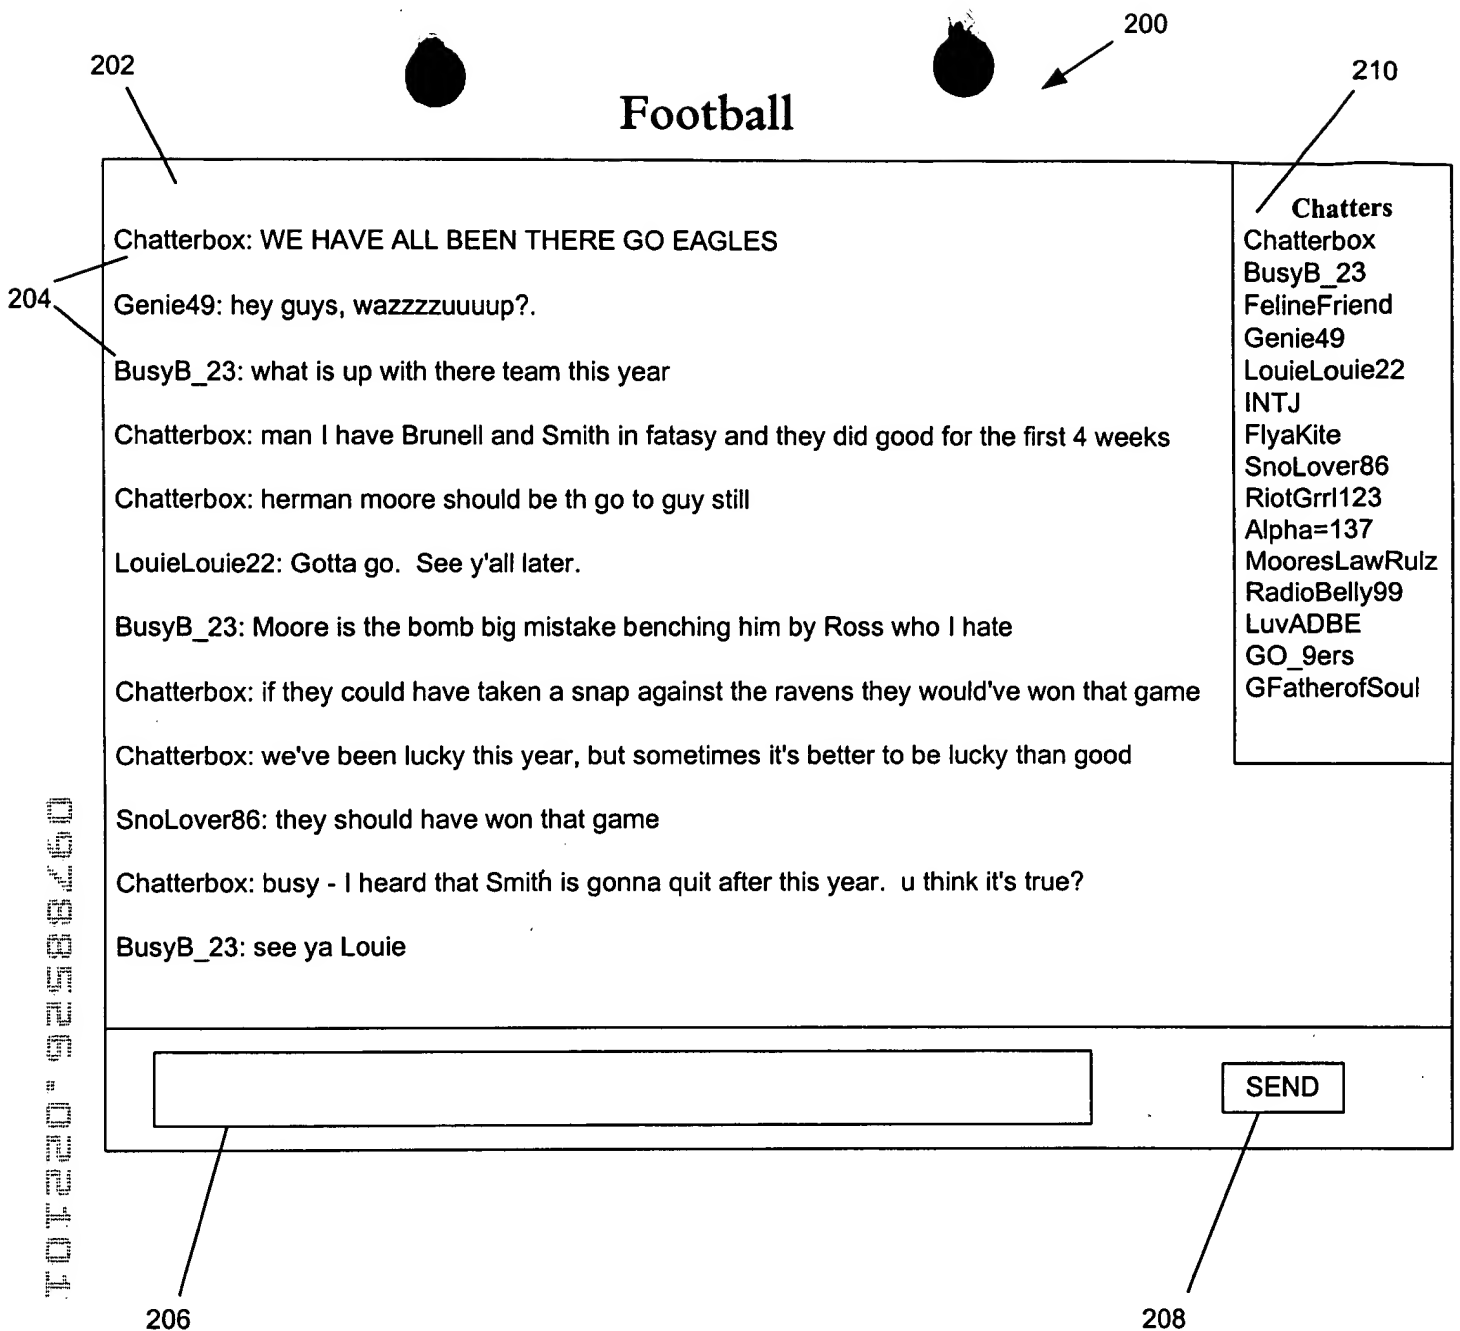 200
202
210
Football
Chatters
Chatterbox: WE HAVE ALL BEEN THERE GO EAGLES
204
Genie49: hey guys, wazzzzuuuup?.
BusyB_23: what is up with there team this year
Chatterbox: man I have Brunell and Smith in fatasy and they did good for the first 4 weeks
Chatterbox: herman moore should be th go to guy still
LouieLouie22: Gotta go.  See y'all later.
BusyB_23: Moore is the bomb big mistake benching him by Ross who I hate
Chatterbox: if they could have taken a snap against the ravens they would've won that game
Chatterbox: we've been lucky this year, but sometimes it's better to be lucky than good
SnoLover86: they should have won that game
Chatterbox: busy - I heard that Smith is gonna quit after this year.  u think it's true?
BusyB_23: see ya Louie
Chatterbox
BusyB_23
FelineFriend
Genie49
LouieLouie22
INTJ
FlyaKite
SnoLover86
RiotGrrl123
Alpha=137
MooresLawRulz
RadioBelly99
LuvADBE
GO_9ers
GFatherofSoul
SEND
206
208
09788526.022101